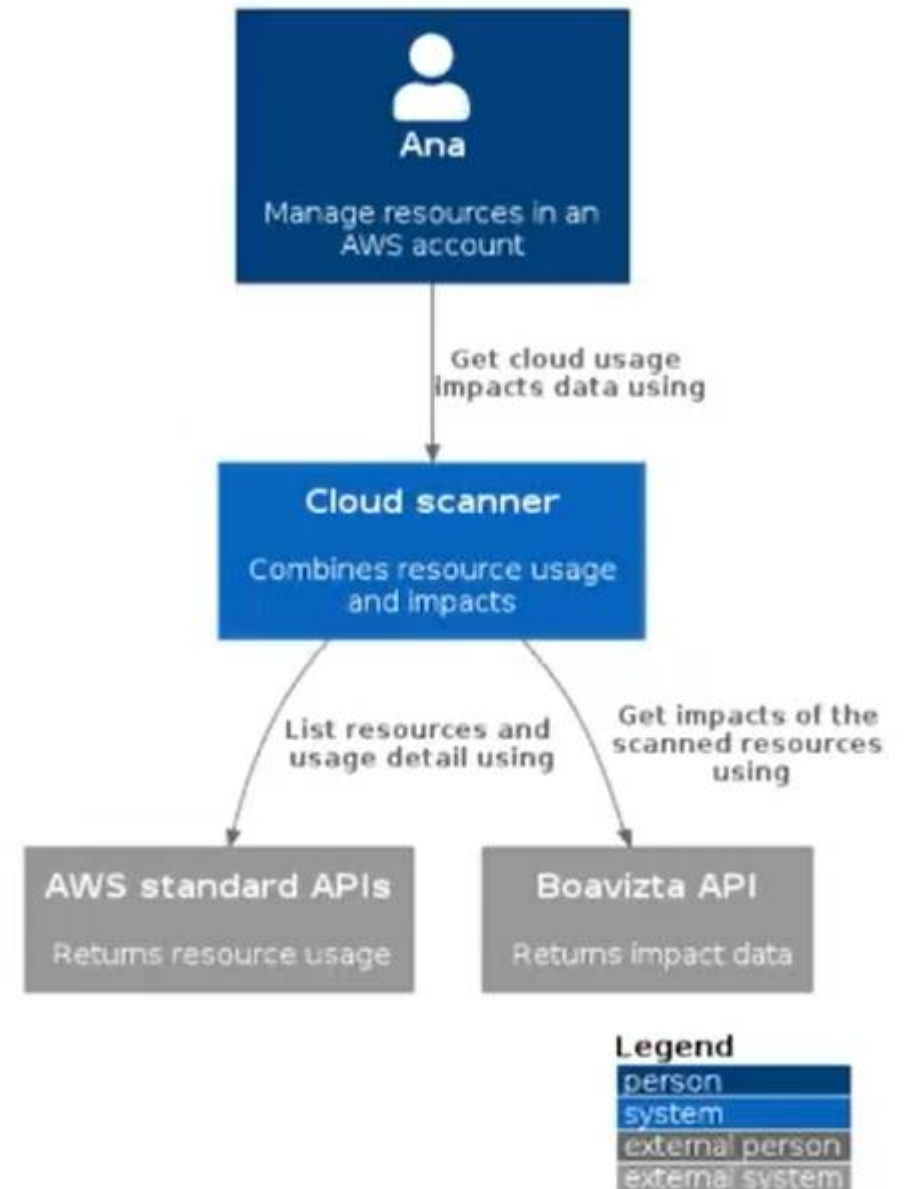 Ana
Manage resources in an
AWS account
Get cloud usage
impacts data using
Cloud scanner
Combines resource usage
and impacts
List resources and
usage detail using
Get impacts of the
scanned resources
using
AWS standard APIs
Returns resource usage
Boavizta API
Returns impact data
Legend
person
system
external person
external system